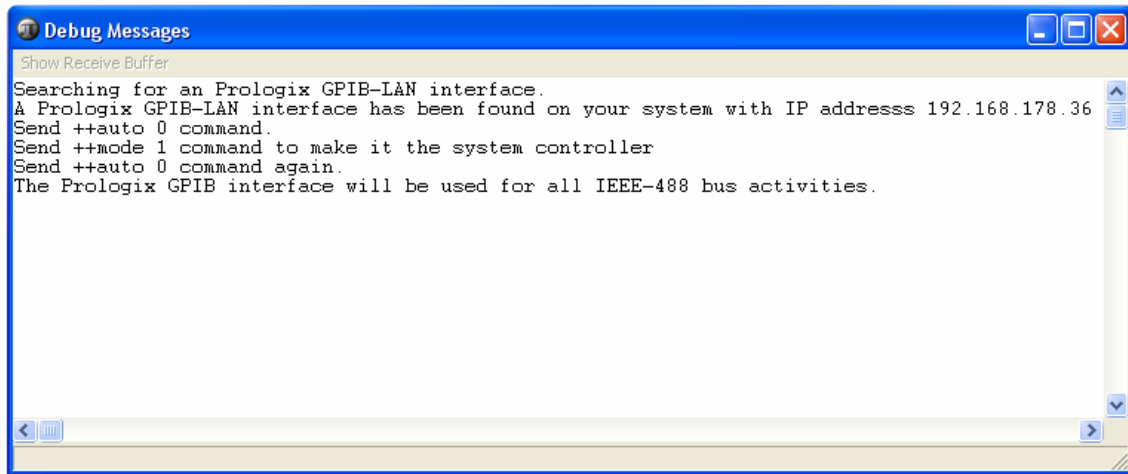 Debug Messages
Show Receive Buffer
Searching for an Prologix GPIB-LAN interface.
A Prologix GPIB-LAN interface has been found on your system with IP addresss 192.168.178.36
Send ++auto 0 command.
Send ++mode 1 command to make it the system controller
Send ++auto 0 command again.
The Prologix GPIB interface will be used for all IEEE-488 bus activities.